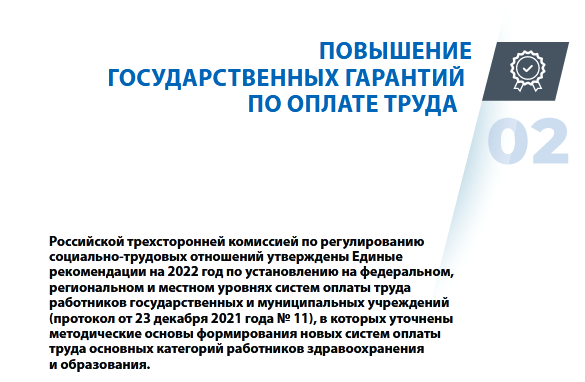 ПОВЫШЕНИЕ
ГОСУДАРСТВЕННЫХ ГАРАНТИЙ
ПО ОПЛАТЕ ТРУДА
02
Российской трехсторонней комиссией по регулированию
социально-трудовых отношений утверждены Единые
рекомендации на 2022 год по установлению на федеральном,
региональном и местном уровнях систем оплаты труда
работников государственных и муниципальных учреждений
(протокол от 23 декабря 2021 года № 11), в которых уточнены
методические основы формирования новых систем оплаты
труда основных категорий работников здравоохранения
и образования.